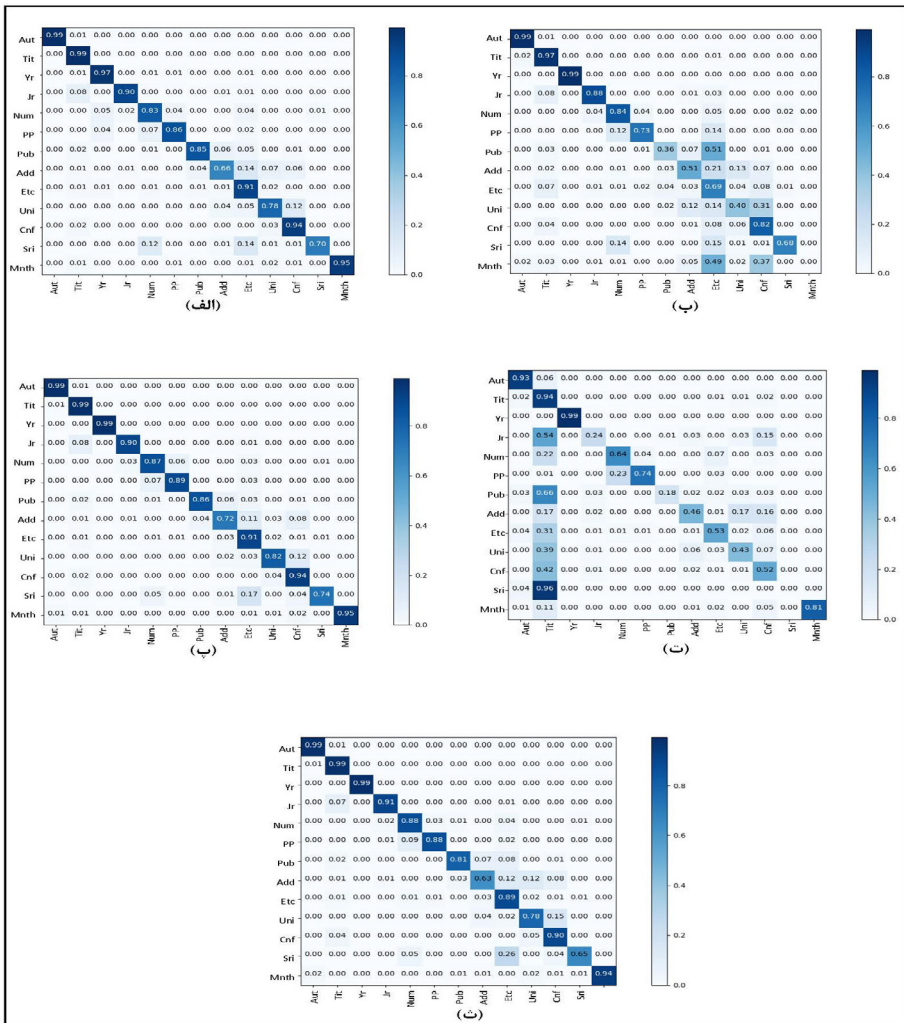 Aut 0.99 0.01 0.00 0.00 0.00 0.00 0.00 0.00 0.00 0.00 0.00 0.00 0.00
Tit 0.00 0.99 0.00 0.00 0.00 0.00 0.00 0.00 0.00 0.00 0.00 0.00 0.00
Yr 0.00 0.01 0.97 0.00 0.01 0.01 0.00 0.00 0.01 0.00 0.00 0.00 0.00
Jr 0.00 0.08 0.00 0.90 0.00 0.00 0.00 0.01 0.01 0.00 0.00 0.00 0.00
Num 0.00 0.00 0.05 0.02 0.83 0.04 0.01 0.00 0.04 0.00 0.00 0.01 0.00
PP 0.00 0.00 0.04 0.00 0.07 0.86 0.00 0.00 0.02 0.00 0.00 0.00 0.00
Pub 0.00 0.02 0.00 0.01 0.00 0.00 0.85 0.06 0.05 0.00 0.01 0.00 0.00
Add 0.00 0.01 0.00 0.01 0.00 0.00 0.04 0.66 0.14 0.07 0.06 0.00 0.00
Etc 0.00 0.01 0.01 0.00 0.01 0.00 0.01 0.01 0.91 0.02 0.00 0.00 0.00
Uni 0.00 0.00 0.00 0.00 0.00 0.00 0.00 0.04 0.05 0.78 0.12 0.00 0.00
Cnf 0.00 0.02 0.00 0.01 0.00 0.00 0.00 0.00 0.00 0.02 0.94 0.00 0.00
Sri 0.00 0.00 0.00 0.00 0.12 0.00 0.00 0.01 0.14 0.01 0.01 0.70 0.00
Mnth 0.00 0.01 0.00 0.00 0.00 0.00 0.01 0.00 0.01 0.02 0.01 0.00 0.95
Aut Tit Yr Jr Num PP Pub Add Etc Uni Cnf Sri Mnth
0.8
0.6
0.4
0.2
0.0
(الف)
Aut 0.99 0.01 0.00 0.00 0.00 0.00 0.00 0.00 0.00 0.00 0.00 0.00 0.00
Tit 0.02 0.97 0.00 0.00 0.00 0.00 0.00 0.00 0.00 0.00 0.00 0.00 0.00
Yr 0.00 0.00 0.99 0.00 0.00 0.00 0.00 0.00 0.00 0.00 0.00 0.00 0.00
Jr 0.00 0.08 0.00 0.88 0.00 0.00 0.00 0.01 0.03 0.00 0.00 0.00 0.00
Num 0.00 0.00 0.00 0.04 0.84 0.04 0.00 0.00 0.05 0.00 0.00 0.02 0.00
PP 0.00 0.00 0.00 0.00 0.12 0.73 0.00 0.00 0.14 0.00 0.00 0.00 0.00
Pub 0.00 0.03 0.00 0.01 0.00 0.00 0.36 0.07 0.51 0.00 0.01 0.00 0.00
Add 0.00 0.02 0.00 0.01 0.00 0.00 0.03 0.51 0.21 0.13 0.07 0.00 0.00
Etc 0.00 0.07 0.00 0.01 0.01 0.02 0.04 0.03 0.69 0.04 0.08 0.00 0.00
Uni 0.00 0.02 0.00 0.00 0.00 0.00 0.00 0.12 0.14 0.40 0.31 0.00 0.00
Cnf 0.00 0.04 0.00 0.00 0.00 0.00 0.00 0.01 0.08 0.06 0.82 0.00 0.00
Sri 0.00 0.00 0.00 0.00 0.14 0.00 0.00 0.00 0.15 0.01 0.01 0.68 0.00
Mnth 0.02 0.03 0.00 0.01 0.00 0.00 0.00 0.05 0.49 0.02 0.37 0.00 0.00
Aut Tit Yr Jr Num PP Pub Add Etc Uni Cnf Sri Mnth
0.8
0.6
0.4
0.2
0.0
(ب)
Aut 0.99 0.01 0.00 0.00 0.00 0.00 0.00 0.00 0.00 0.00 0.00 0.00 0.00
Tit 0.01 0.99 0.00 0.00 0.00 0.00 0.00 0.00 0.00 0.00 0.00 0.00 0.00
Yr 0.00 0.00 0.99 0.00 0.00 0.00 0.00 0.00 0.00 0.00 0.00 0.00 0.00
Jr 0.00 0.08 0.00 0.90 0.00 0.00 0.00 0.00 0.01 0.00 0.00 0.00 0.00
Num 0.00 0.00 0.00 0.03 0.87 0.06 0.00 0.00 0.03 0.00 0.00 0.01 0.00
PP 0.00 0.00 0.00 0.00 0.07 0.89 0.00 0.00 0.03 0.00 0.00 0.00 0.00
Pub 0.00 0.02 0.00 0.00 0.01 0.00 0.86 0.06 0.03 0.00 0.01 0.00 0.00
Add 0.00 0.01 0.00 0.01 0.00 0.00 0.04 0.72 0.11 0.03 0.08 0.00 0.00
Etc 0.00 0.01 0.00 0.00 0.01 0.01 0.00 0.03 0.91 0.02 0.01 0.00 0.00
Uni 0.00 0.00 0.00 0.00 0.00 0.00 0.00 0.02 0.03 0.82 0.12 0.00 0.00
Cnf 0.00 0.02 0.00 0.00 0.00 0.00 0.00 0.00 0.00 0.04 0.94 0.00 0.00
Sri 0.00 0.00 0.00 0.00 0.05 0.00 0.00 0.01 0.17 0.00 0.04 0.74 0.00
Mnth 0.01 0.01 0.00 0.01 0.00 0.00 0.00 0.00 0.01 0.01 0.02 0.00 0.95
Aut Tit Yr Jr Num PP Pub Add Etc Uni Cnf Sri Mnth
0.8
0.6
0.4
0.2
0.0
(پ)
Aut 0.93 0.06 0.00 0.00 0.00 0.00 0.00 0.00 0.00 0.01 0.00 0.00 0.00
Tit 0.02 0.94 0.00 0.00 0.00 0.00 0.00 0.01 0.01 0.01 0.02 0.00 0.00
Yr 0.00 0.00 0.99 0.00 0.00 0.00 0.00 0.00 0.00 0.00 0.00 0.00 0.00
Jr 0.00 0.54 0.00 0.24 0.00 0.00 0.01 0.03 0.01 0.03 0.15 0.00 0.00
Num 0.00 0.22 0.00 0.00 0.64 0.04 0.00 0.00 0.07 0.00 0.03 0.00 0.00
PP 0.00 0.01 0.00 0.00 0.23 0.74 0.00 0.00 0.01 0.00 0.00 0.00 0.00
Pub 0.03 0.66 0.00 0.03 0.00 0.00 0.18 0.02 0.02 0.03 0.03 0.00 0.00
Add 0.00 0.17 0.00 0.02 0.00 0.00 0.00 0.46 0.01 0.17 0.16 0.00 0.00
Etc 0.04 0.31 0.00 0.01 0.01 0.01 0.00 0.01 0.53 0.02 0.06 0.00 0.00
Uni 0.01 0.39 0.00 0.01 0.00 0.00 0.00 0.06 0.03 0.43 0.07 0.00 0.00
Cnf 0.00 0.42 0.00 0.01 0.00 0.00 0.00 0.02 0.01 0.01 0.52 0.00 0.00
Sri 0.04 0.96 0.00 0.00 0.00 0.00 0.00 0.00 0.00 0.00 0.00 0.00 0.00
Mnth 0.01 0.11 0.00 0.01 0.00 0.00 0.00 0.01 0.01 0.00 0.05 0.00 0.81
Aut Tit Yr Jr Num PP Pub Add Etc Uni Cnf Sri Mnth
0.8
0.6
0.4
0.2
0.0
(ت)
Aut 0.99 0.01 0.00 0.00 0.00 0.00 0.00 0.00 0.00 0.00 0.00 0.00 0.00
Tit 0.01 0.99 0.00 0.00 0.00 0.00 0.00 0.00 0.00 0.00 0.00 0.00 0.00
Yr 0.00 0.00 0.99 0.00 0.00 0.00 0.00 0.00 0.00 0.00 0.00 0.00 0.00
Jr 0.00 0.07 0.00 0.91 0.00 0.00 0.00 0.00 0.01 0.00 0.00 0.00 0.00
Num 0.00 0.00 0.00 0.02 0.88 0.03 0.01 0.00 0.04 0.00 0.00 0.01 0.00
PP 0.00 0.00 0.00 0.01 0.09 0.88 0.00 0.00 0.02 0.00 0.00 0.00 0.00
Pub 0.00 0.02 0.00 0.01 0.00 0.00 0.81 0.07 0.08 0.00 0.01 0.00 0.00
Add 0.00 0.01 0.00 0.01 0.00 0.00 0.03 0.63 0.12 0.12 0.08 0.00 0.00
Etc 0.00 0.01 0.00 0.00 0.01 0.01 0.00 0.03 0.89 0.02 0.01 0.01 0.00
Uni 0.00 0.00 0.00 0.00 0.00 0.00 0.00 0.04 0.02 0.78 0.15 0.00 0.00
Cnf 0.00 0.04 0.00 0.00 0.00 0.00 0.00 0.00 0.00 0.05 0.90 0.00 0.00
Sri 0.00 0.00 0.00 0.00 0.05 0.00 0.00 0.00 0.26 0.00 0.04 0.65 0.00
Mnth 0.02 0.00 0.00 0.00 0.00 0.00 0.01 0.01 0.00 0.02 0.01 0.01 0.94
Aut Tit Yr Jr Num PP Pub Add Etc Uni Cnf Sri Mnth
0.8
0.6
0.4
0.2
0.0
(ث)